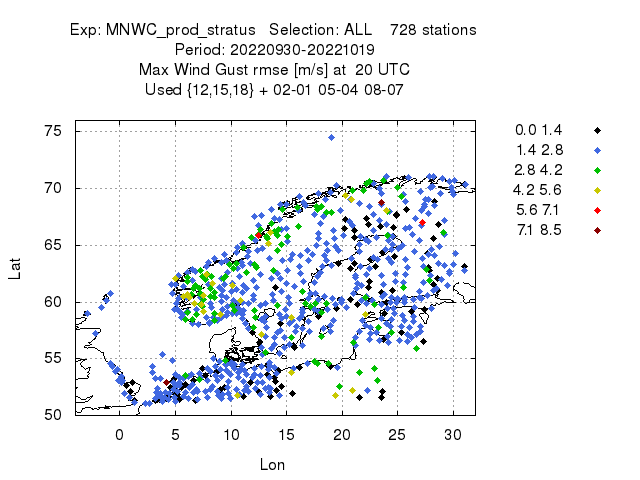 Exp: MNWC_prod_stratus Selection: ALL 728 stations
Period: 20220930-20221019
Max Wind Gust rmse [m/s] at 20 UTC
Used {12,15,18} + 02-01 05-04 08-07
75
70
65
60
55
50
Lat
0 5 10 15 20 25 30
Lon
0.0 1.4
1.4 2.8
2.8 4.2
4.2 5.6
5.6 7.1
7.1 8.5